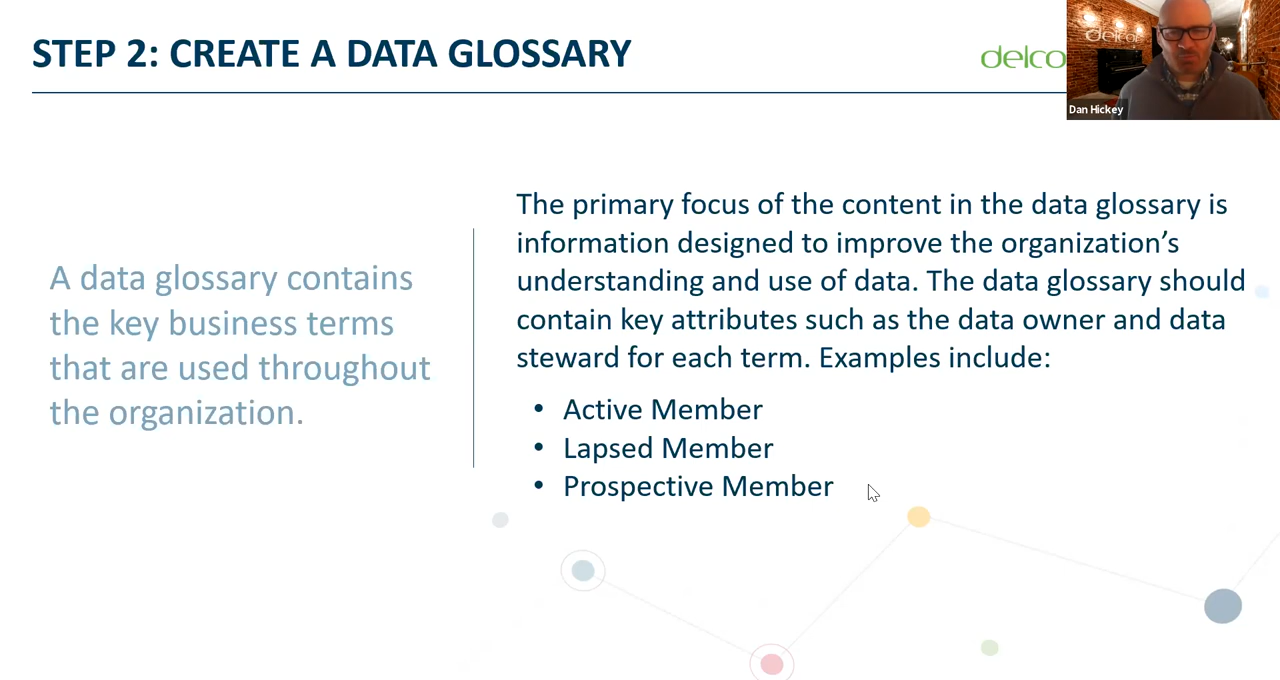 STEP 2: CREATE A DATA GLOSSARY
delco
delcon
Dan Hickey
A data glossary contains
the key business terms
that are used throughout
the organization.
The primary focus of the content in the data glossary is
information designed to improve the organization’s
understanding and use of data. The data glossary should
contain key attributes such as the data owner and data
steward for each term. Examples include:
• Active Member
• Lapsed Member
• Prospective Member